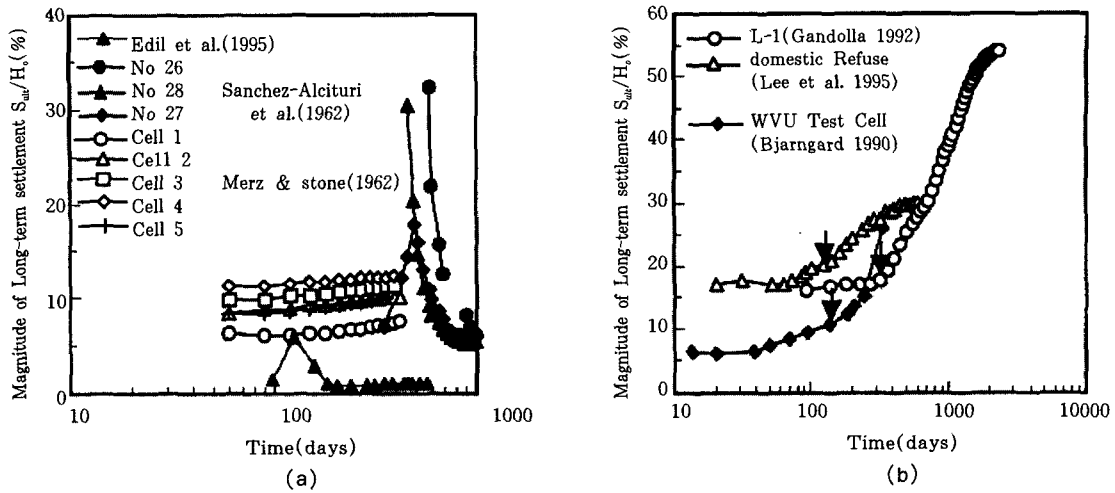 Magnitude of Long-term settlement Sult/Ho(%)
40
30
20
10
0
Edil et al.(1995)
No 26
No 28
No 27
Cell 1
Cell 2
Cell 3
Cell 4
Cell 5
Sanchez-Alcituri
et al.(1962)
Merz & stone(1962)
10
100
1000
Time(days)
(a)
Magnitude of Long-term settlement Sult/Ho(%)
60
50
40
30
20
10
0
L-1(Gandolla 1992)
domestic Refuse
(Lee et al. 1995)
WVU Test Cell
(Bjarngard 1990)
10
100
1000
10000
Time(days)
(b)